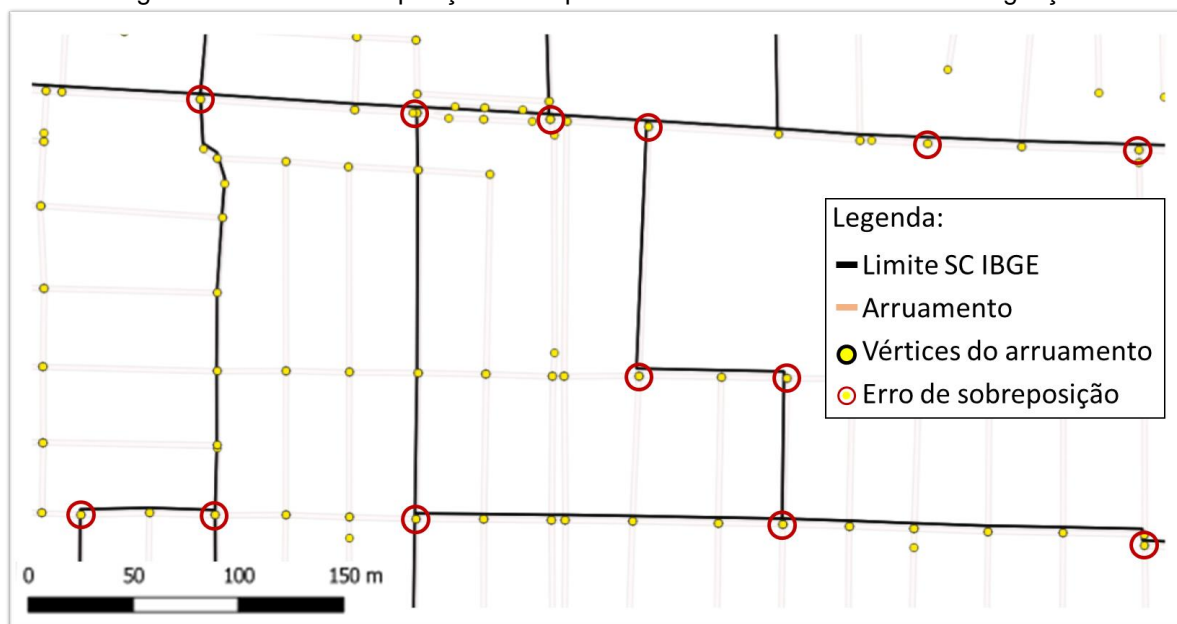 Legenda:
Limite SC IBGE
Arruamento
Vértices do arruamento
Erro de sobreposição
0 50 100 150 m